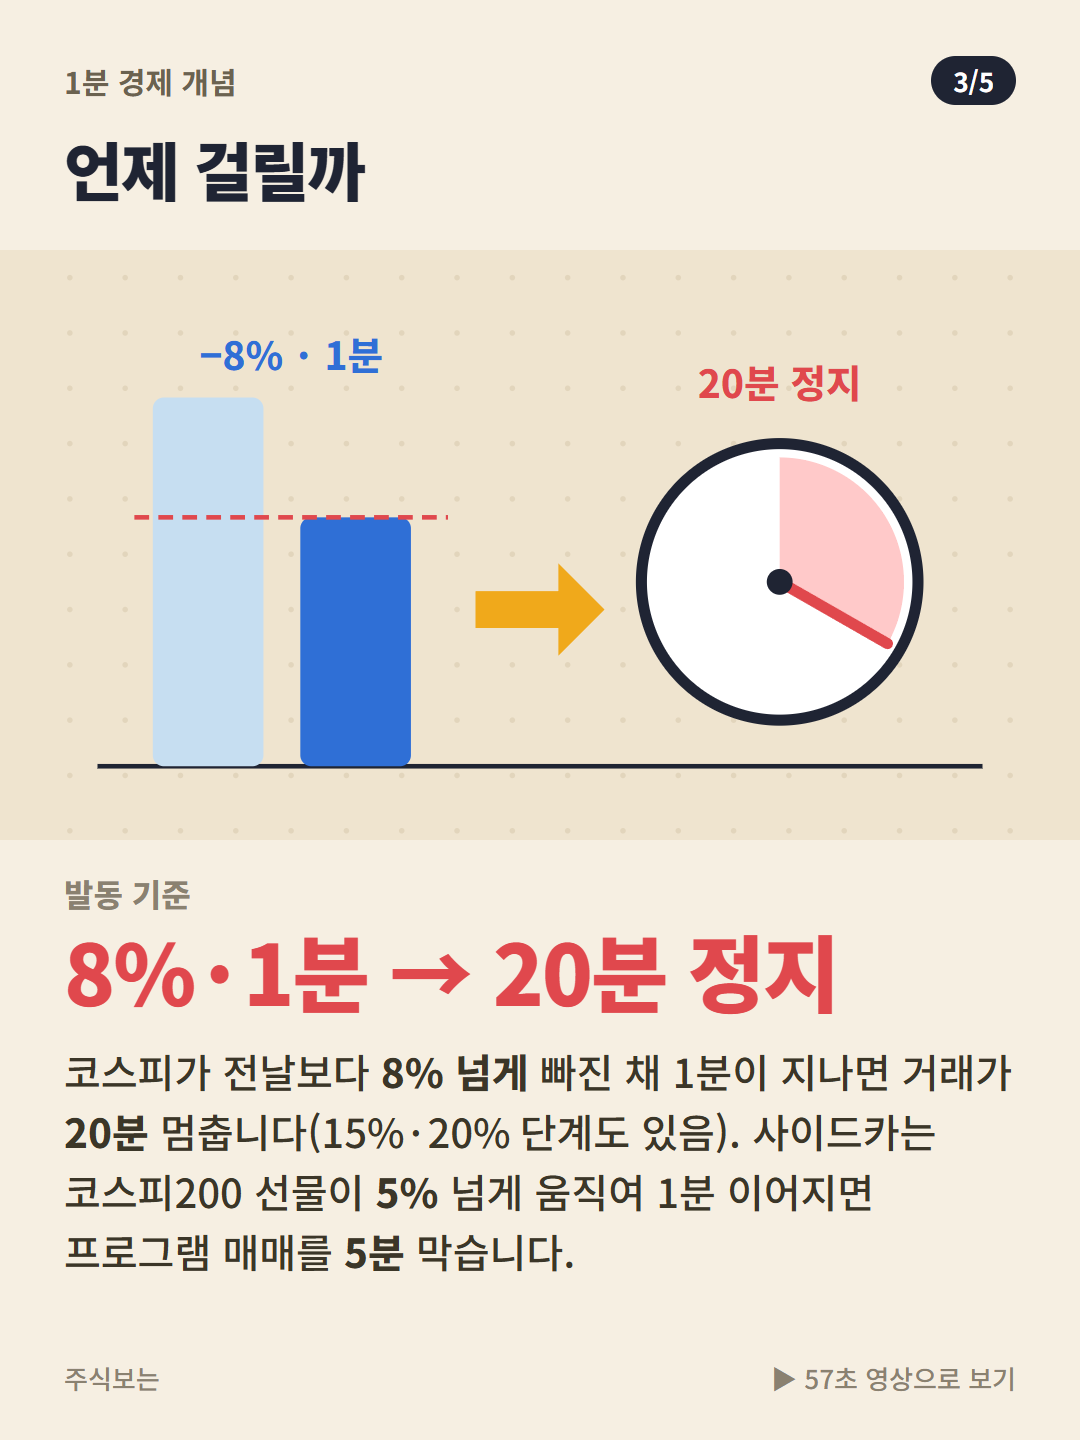 1분 경제 개념
3/5
언제 걸릴까
−8% · 1분
20분 정지
발동 기준
8%·1분 → 20분 정지
코스피가 전날보다 8% 넘게 빠진 채 1분이 지나면 거래가
20분 멈춥니다(15%·20% 단계도 있음). 사이드카는
코스피200 선물이 5% 넘게 움직여 1분 이어지면
프로그램 매매를 5분 막습니다.
주식보는
▶ 57초 영상으로 보기